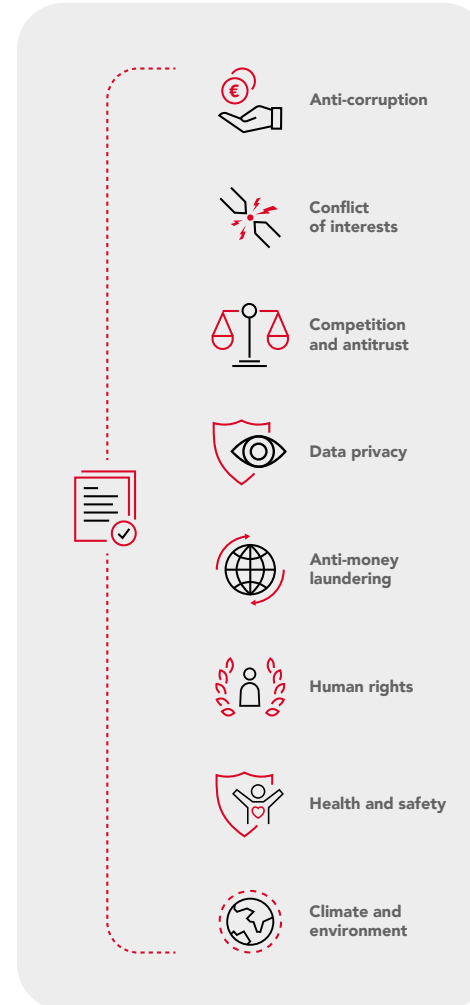 €
Anti-corruption
Conflict
of interests
Competition
and antitrust
Data privacy
Anti-money
laundering
Human rights
Health and safety
Climate and
environment